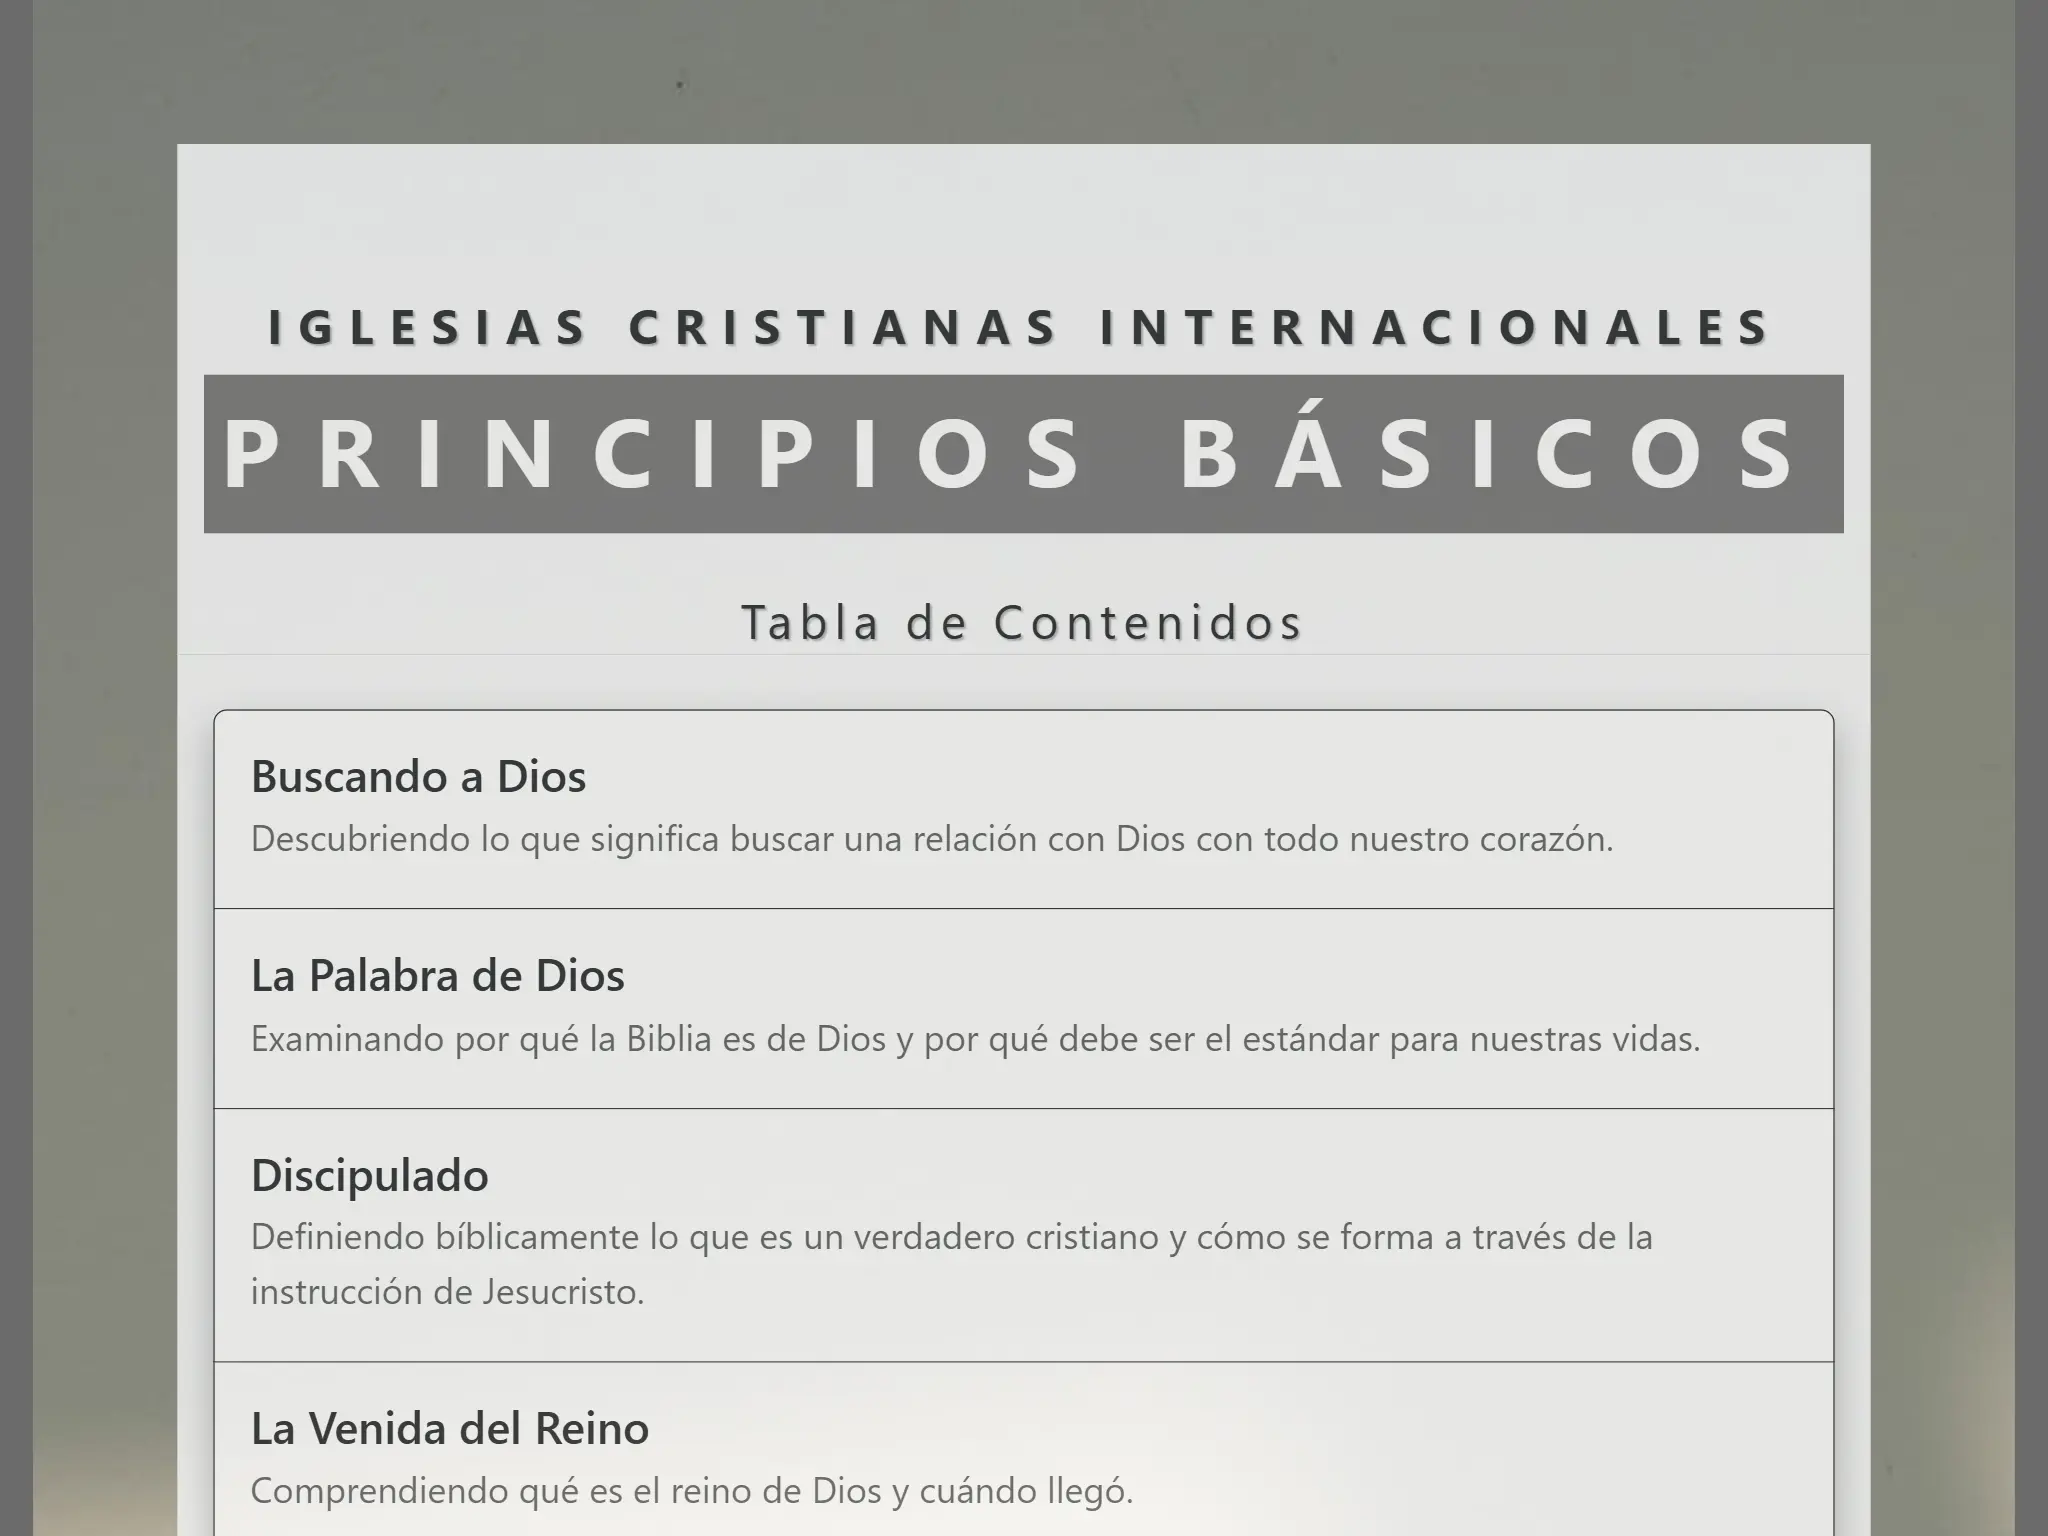 IGLESIAS CRISTIANAS INTERNACIONALES
PRINCIPIOS BÁSICOS
Tabla de Contenidos
Buscando a Dios
Descubriendo lo que significa buscar una relación con Dios con todo nuestro corazón.
La Palabra de Dios
Examinando por qué la Biblia es de Dios y por qué debe ser el estándar para nuestras vidas.
Discipulado
Definiendo bíblicamente lo que es un verdadero cristiano y cómo se forma a través de la
instrucción de Jesucristo.
La Venida del Reino
Comprendiendo qué es el reino de Dios y cuándo llegó.